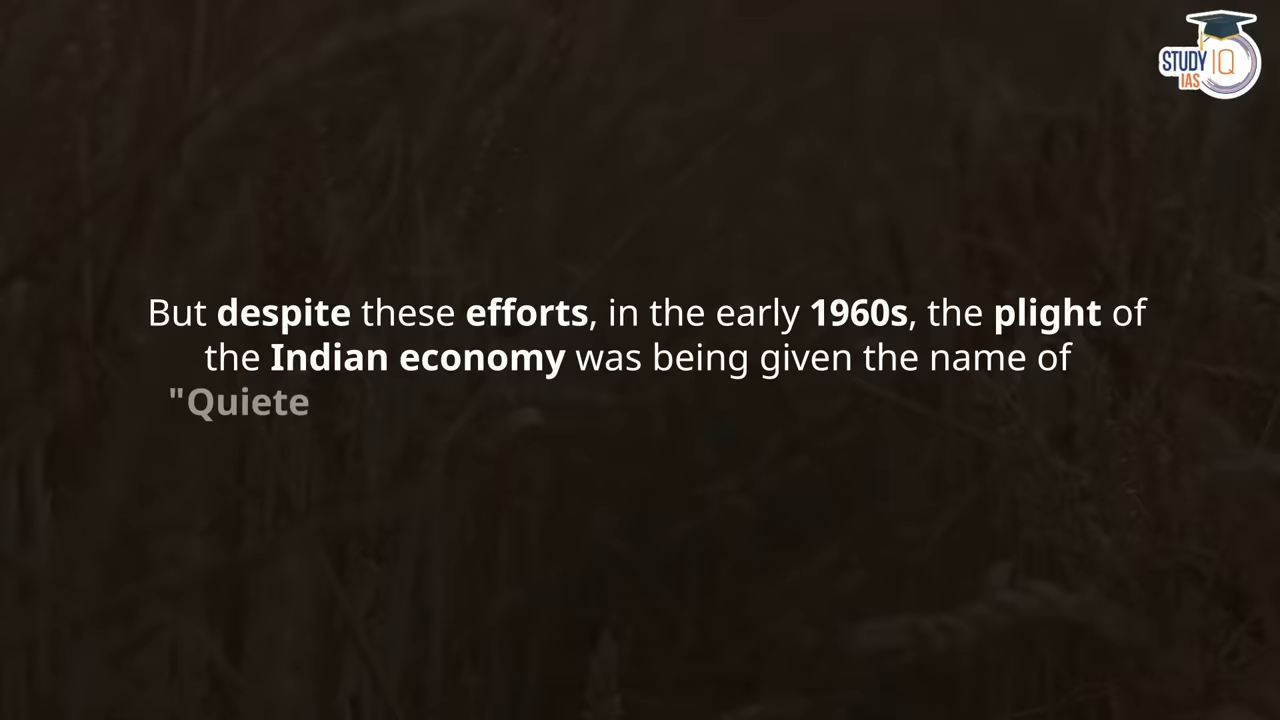 STUDY IQ
IAS
But despite these efforts, in the early 1960s, the plight of
the Indian economy was being given the name of
"Quiete